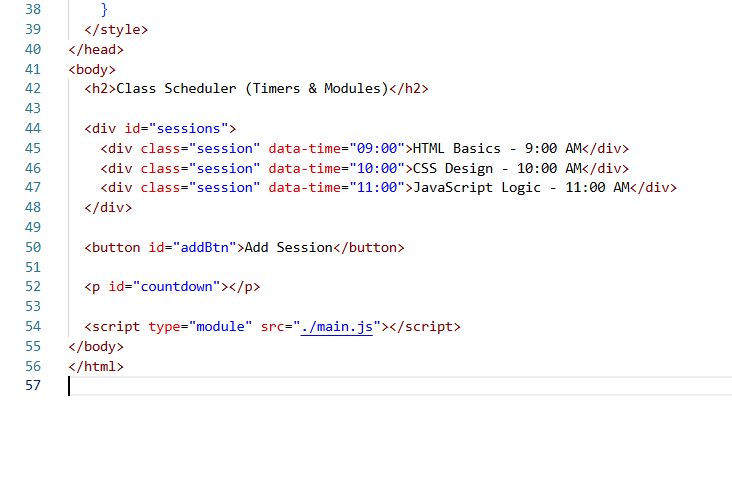 38 }
39 </style>
40 </head>
41 <body>
42 <h2>Class Scheduler (Timers & Modules)</h2>
43
44 <div id="sessions">
45 <div class="session" data-time="09:00">HTML Basics - 9:00 AM</div>
46 <div class="session" data-time="10:00">CSS Design - 10:00 AM</div>
47 <div class="session" data-time="11:00">JavaScript Logic - 11:00 AM</div>
48 </div>
49
50 <button id="addBtn">Add Session</button>
51
52 <p id="countdown"></p>
53
54 <script type="module" src="./main.js"></script>
55 </body>
56 </html>
57